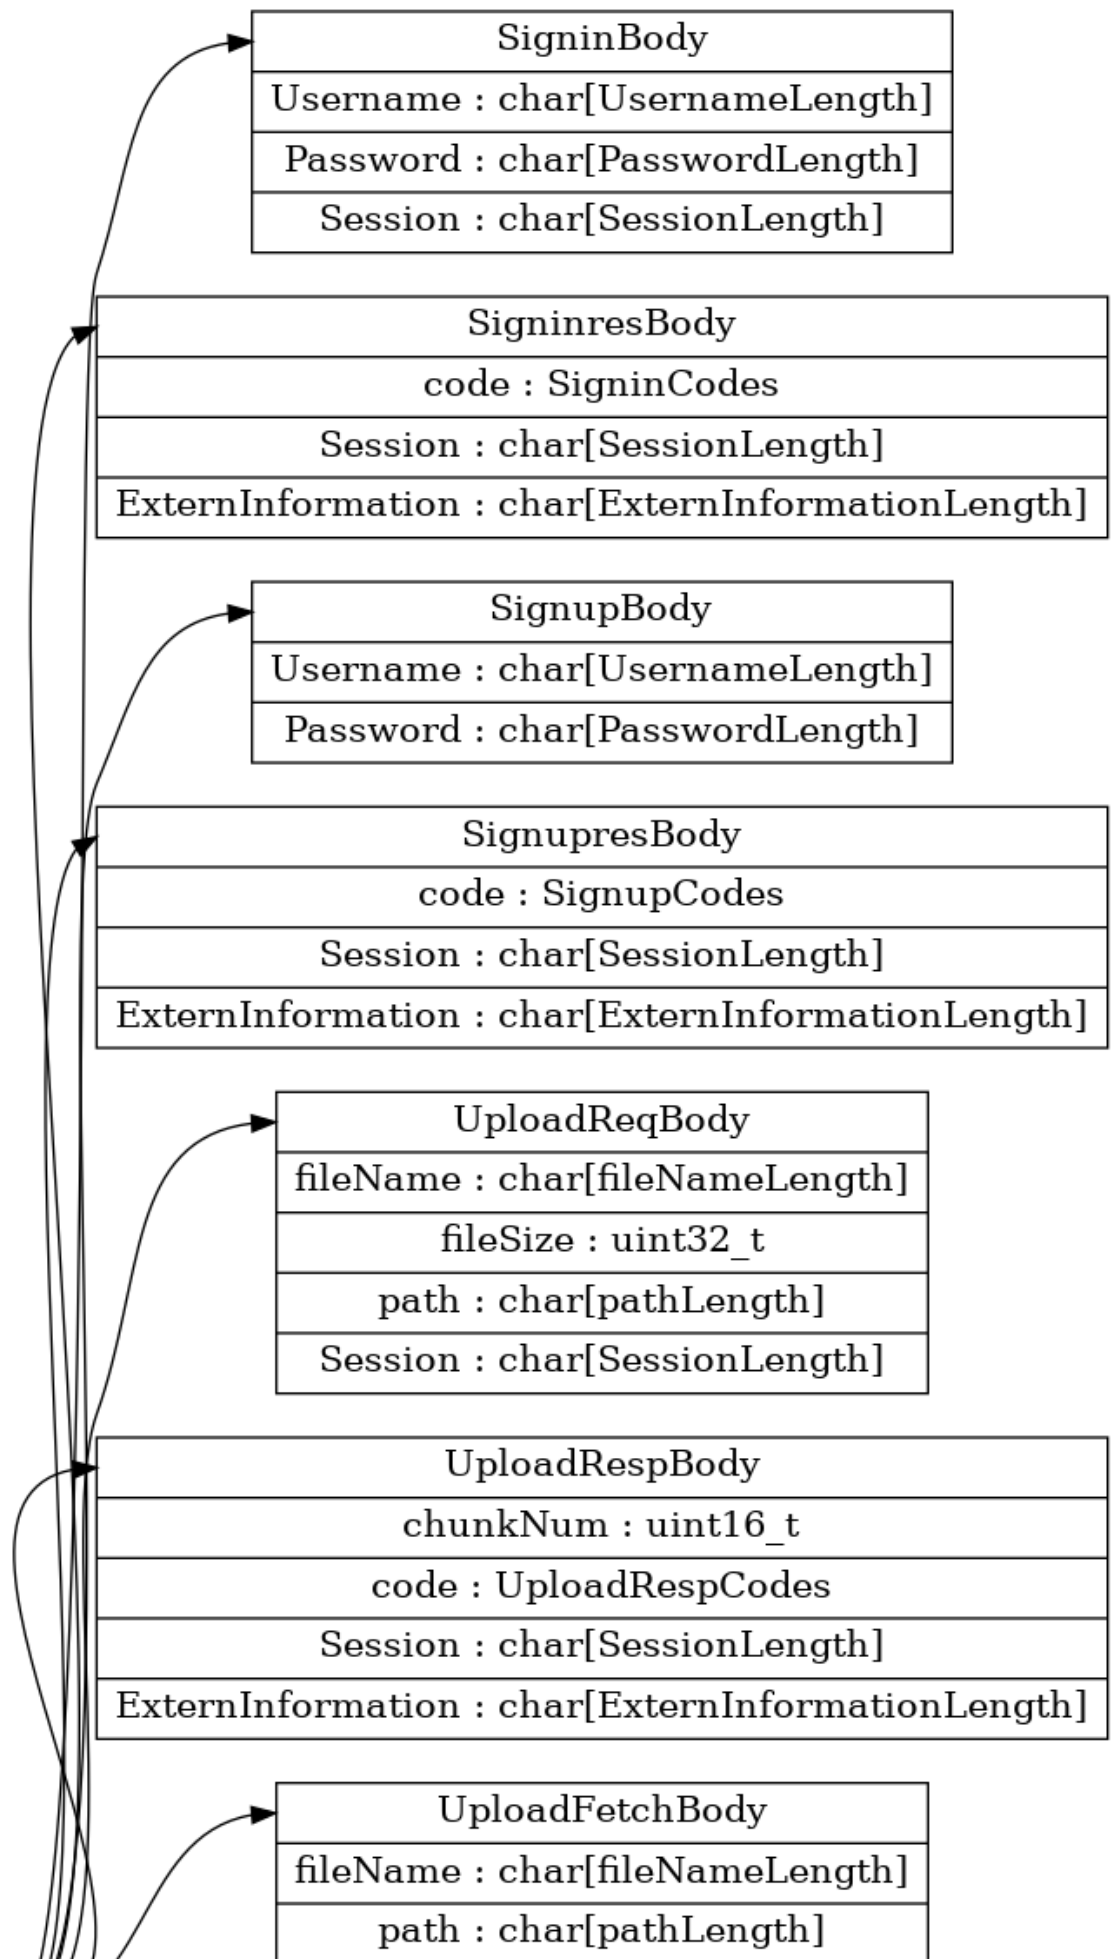 SigninBody
Username : char[UsernameLength]
Password : char[PasswordLength]
Session : char[SessionLength]
SigninresBody
code : SigninCodes
Session : char[SessionLength]
ExternInformation : char[ExternInformationLength]
SignupBody
Username : char[UsernameLength]
Password : char[PasswordLength]
SignupresBody
code : SignupCodes
Session : char[SessionLength]
ExternInformation : char[ExternInformationLength]
UploadReqBody
fileName : char[fileNameLength]
fileSize : uint32_t
path : char[pathLength]
Session : char[SessionLength]
UploadRespBody
chunkNum : uint16_t
code : UploadRespCodes
Session : char[SessionLength]
ExternInformation : char[ExternInformationLength]
UploadFetchBody
fileName : char[fileNameLength]
path : char[pathLength]